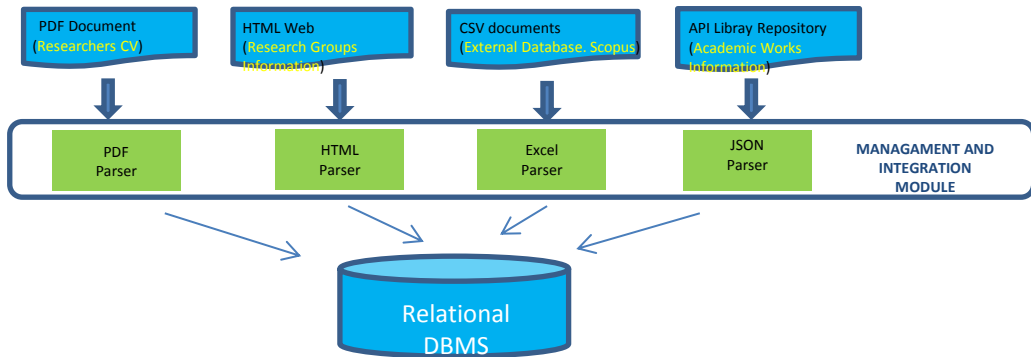 PDF Document
(Researchers CV)
HTML Web
(Research Groups
Information)
CSV documents
(External Database. Scopus)
API Libray Repository
(Academic Works
Information)
PDF
Parser
HTML
Parser
Excel
Parser
JSON
Parser
MANAGAMENT AND
INTEGRATION
MODULE
Relational
DBMS